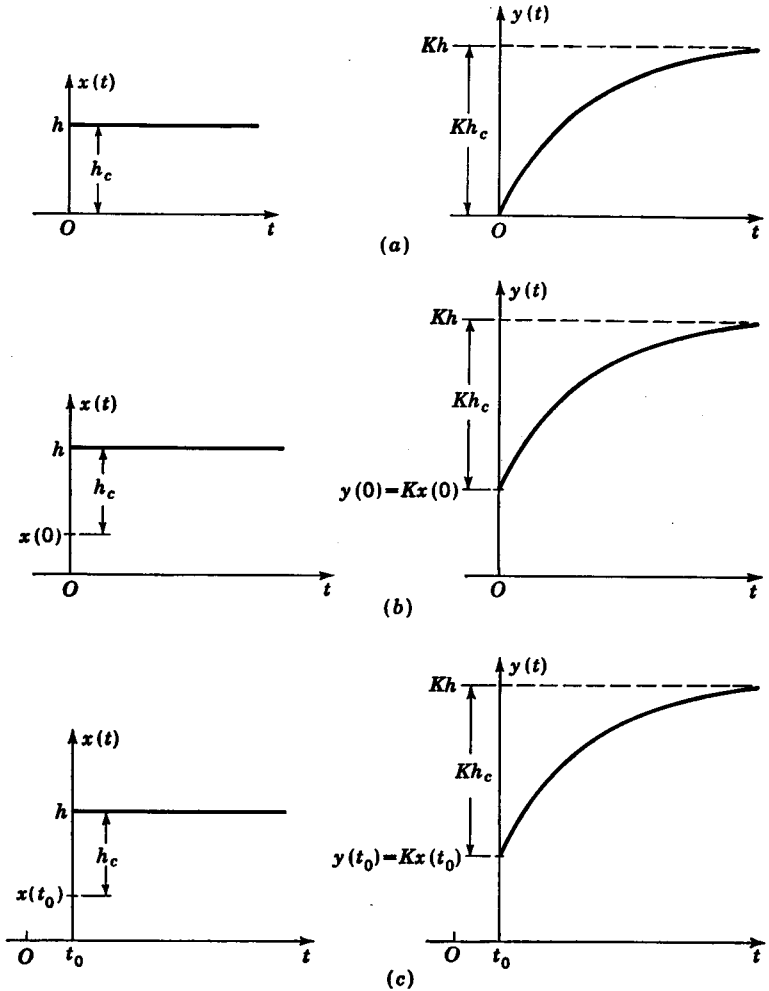 x(t)
h
h_c
O
t
y(t)
Kh
Kh_c
O
t
(a)
x(t)
h
h_c
x(0)
O
t
y(t)
Kh
Kh_c
y(0)=Kx(0)
O
t
(b)
x(t)
h
h_c
x(t_0)
O
t_0
t
y(t)
Kh
Kh_c
y(t_0)=Kx(t_0)
O
t_0
t
(c)